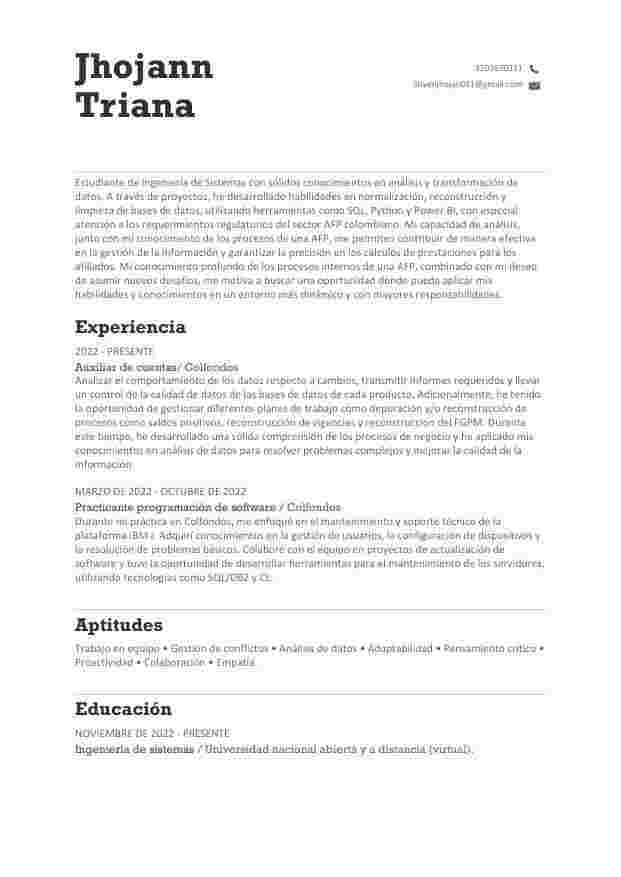 Jhojann
Triana
Estudiante de Ingeniería de Sistemas con sólidos conocimientos en análisis y transformación de
datos. A través de proyectos, he desarrollado habilidades en normalización, reconstrucción y
limpieza de bases de datos, utilizando herramientas como SQL, Python y Power BI, con especial
atención a los requerimientos regulatorios del sector AFP colombiano. Mi capacidad de análisis,
junto con mi conocimiento de los procesos de una AFP, me permiten contribuir de manera efectiva
en la gestión de la información y garantizar la precisión en los cálculos de prestaciones para los
afiliados. Mi conocimiento profundo de los procesos internos de una AFP, combinado con mi deseo
de asumir nuevos desafíos, me motiva a buscar una oportunidad donde pueda aplicar mis
habilidades y conocimientos en un entorno más dinámico y con mayores responsabilidades.
Experiencia
2022 - PRESENTE
Auxiliar de cuentas/ Colfondos
Analizar el comportamiento de los datos respecto a cambios, transmitir informes requeridos y llevar
un control de la calidad de datos de las bases de datos de cada producto. Adicionalmente, he tenido
la oportunidad de gestionar diferentes planes de trabajo como depuración y/o reconstrucción de
procesos como saldos positivos, reconstrucción de vigencias y reconstrucción del FGPM. Durante
este tiempo, he desarrollado una sólida comprensión de los procesos de negocio y he aplicado mis
conocimientos en análisis de datos para resolver problemas complejos y mejorar la calidad de la
información
MARZO DE 2022 - OCTUBRE DE 2022
Practicante programación de software / Colfondos
Durante mi práctica en Colfondos, me enfoqué en el mantenimiento y soporte técnico de la
plataforma IBM i. Adquirí conocimientos en la gestión de usuarios, la configuración de dispositivos y
la resolución de problemas básicos. Colaboré con el equipo en proyectos de actualización de
software y tuve la oportunidad de desarrollar herramientas para el mantenimiento de los servidores,
utilizando tecnologías como SQL/DB2 y CL.
Aptitudes
Trabajo en equipo • Gestión de conflictos • Análisis de datos • Adaptabilidad • Pensamiento crítico •
Proactividad • Colaboración • Empatía
Educación
NOVIEMBRE DE 2022 - PRESENTE
Ingeniería de sistemas / Universidad nacional abierta y a distancia (virtual).